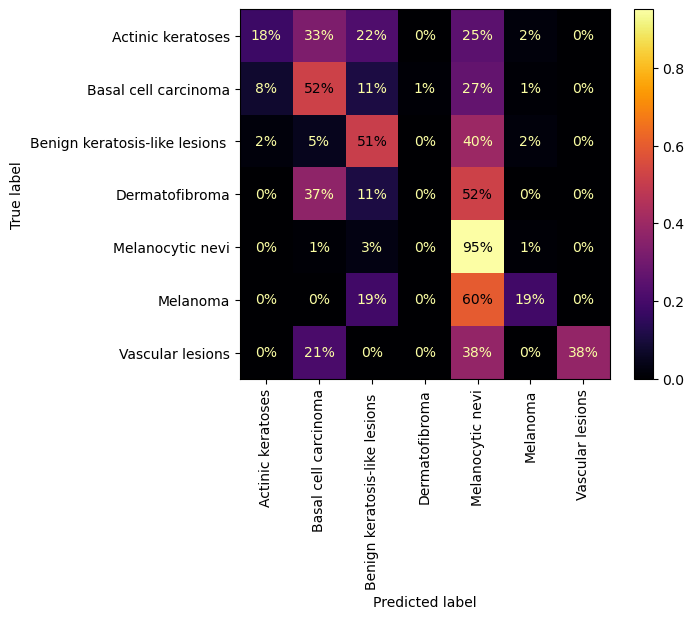 True label
Actinic keratoses 18% 33% 22% 0% 25% 2% 0%
Basal cell carcinoma 8% 52% 11% 1% 27% 1% 0%
Benign keratosis-like lesions 2% 5% 51% 0% 40% 2% 0%
Dermatofibroma 0% 37% 11% 0% 52% 0% 0%
Melanocytic nevi 0% 1% 3% 0% 95% 1% 0%
Melanoma 0% 0% 19% 0% 60% 19% 0%
Vascular lesions 0% 21% 0% 0% 38% 0% 38%
Actinic keratoses
Basal cell carcinoma
Benign keratosis-like lesions
Dermatofibroma
Melanocytic nevi
Melanoma
Vascular lesions
Predicted label
0.8
0.6
0.4
0.2
0.0